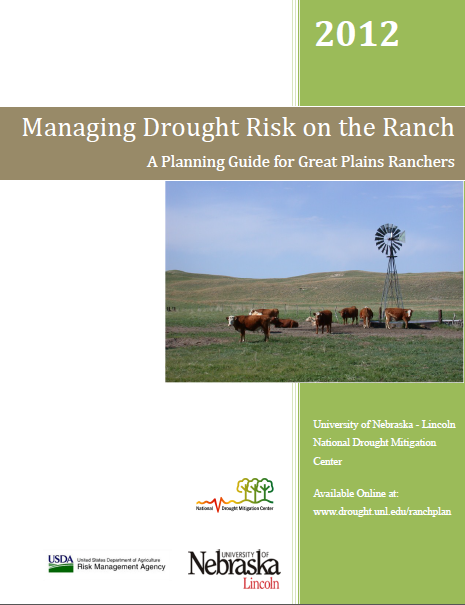 2012
Managing Drought Risk on the Ranch
A Planning Guide for Great Plains Ranchers
University of Nebraska - Lincoln
National Drought Mitigation
Center
Available Online at:
www.drought.unl.edu/ranchplan
National Drought Mitigation Center
USDA
United States Department of Agriculture
Risk Management Agency
UNIVERSITY OF
Nebraska
Lincoln